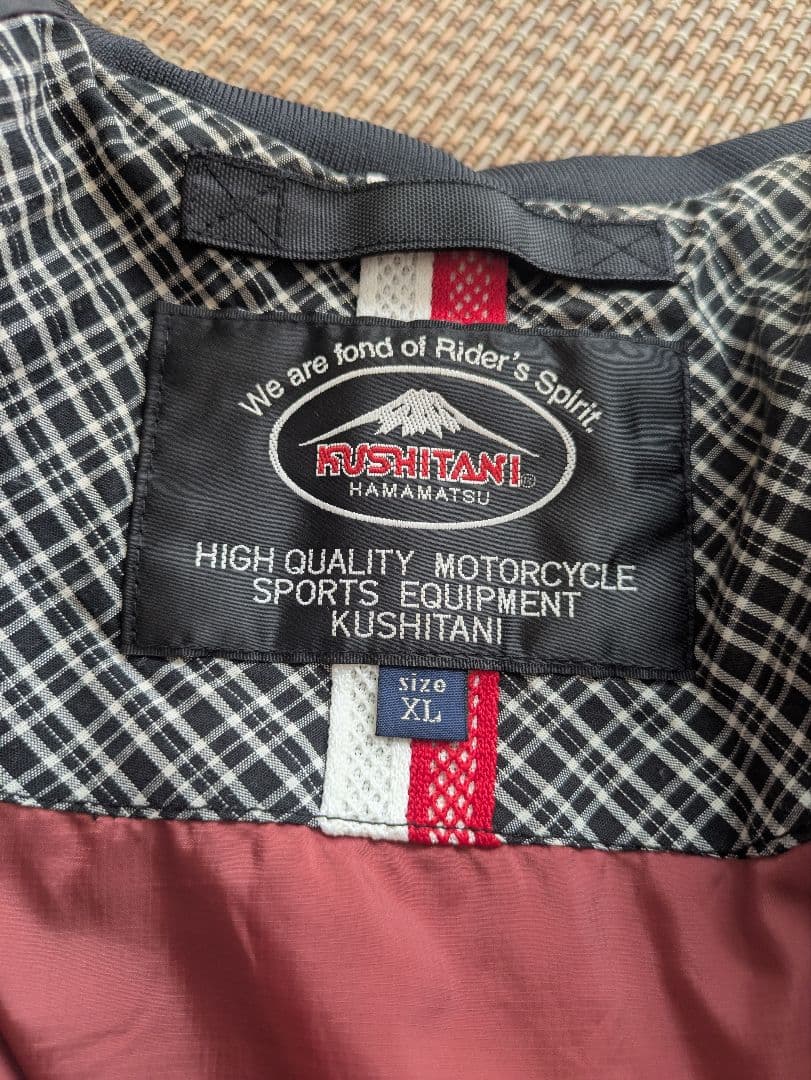 We are fond of Rider's Spirit.
KUSHITANI®
HAMAMATSU
HIGH QUALITY MOTORCYCLE
SPORTS EQUIPMENT
KUSHITANI
size
XL